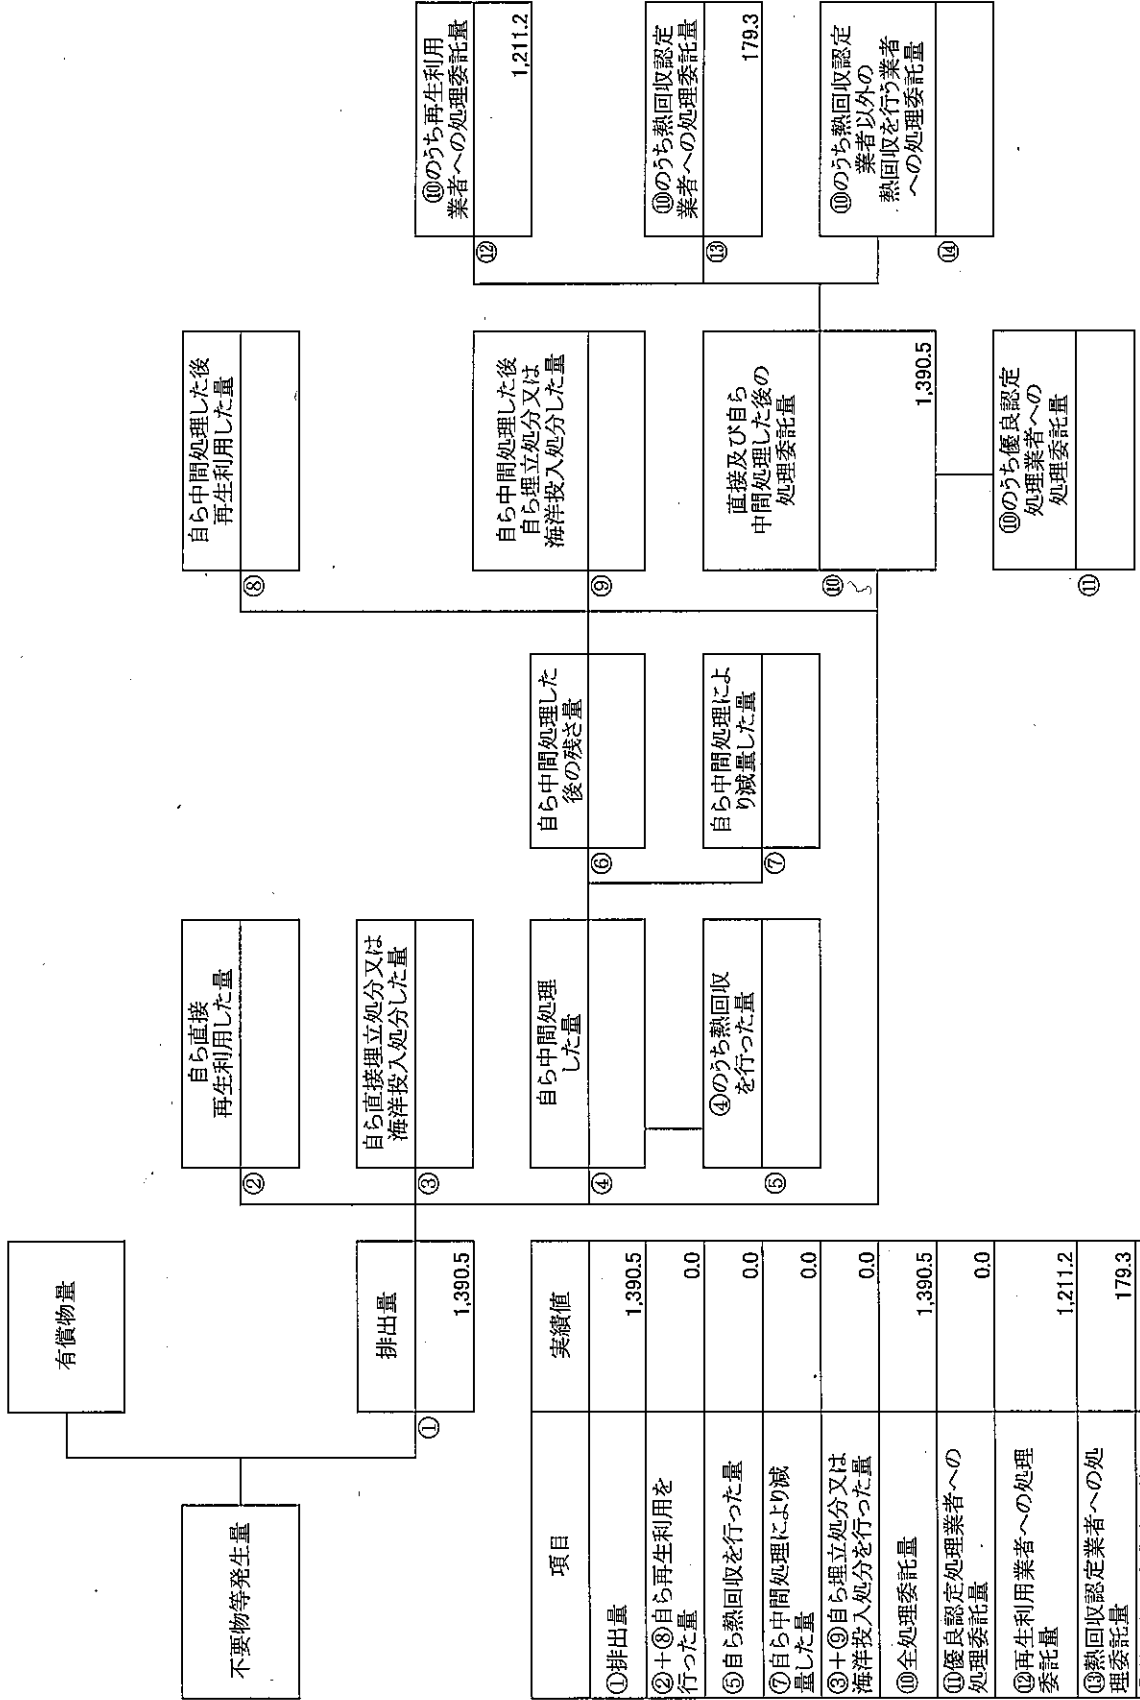 有償物量
不要物等発生量
排出量
①
1,390.5
自ら直接
再生利用した量
②
自ら直接埋立処分又は
海洋投入処分した量
③
自ら中間処理
した量
④
④のうち熱回収
を行った量
⑤
自ら中間処理した
後の残さ量
⑥
自ら中間処理によ
り減量した量
⑦
自ら中間処理した後
再生利用した量
⑧
自ら中間処理した後
自ら埋立処分又は
海洋投入処分した量
⑨
直接及び自ら
中間処理した後の
処理委託量
⑩
1,390.5
⑩のうち優良認定
処理業者への
処理委託量
⑪
⑩のうち再生利用
業者への処理委託量
⑫
1,211.2
⑩のうち熱回収認定
業者への処理委託量
⑬
179.3
⑩のうち熱回収認定
業者以外の
熱回収を行う業者
への処理委託量
⑭
項目 実績値
①排出量 1,390.5
②+⑧自ら再生利用を
行った量 0.0
⑤自ら熱回収を行った量 0.0
⑦自ら中間処理により減
量した量 0.0
③+⑨自ら埋立処分又は
海洋投入処分を行った量 0.0
⑩全処理委託量 1,390.5
⑪優良認定処理業者への
処理委託量 0.0
⑫再生利用業者への処理
委託量 1,211.2
⑬熱回収認定業者への処
理委託量 179.3